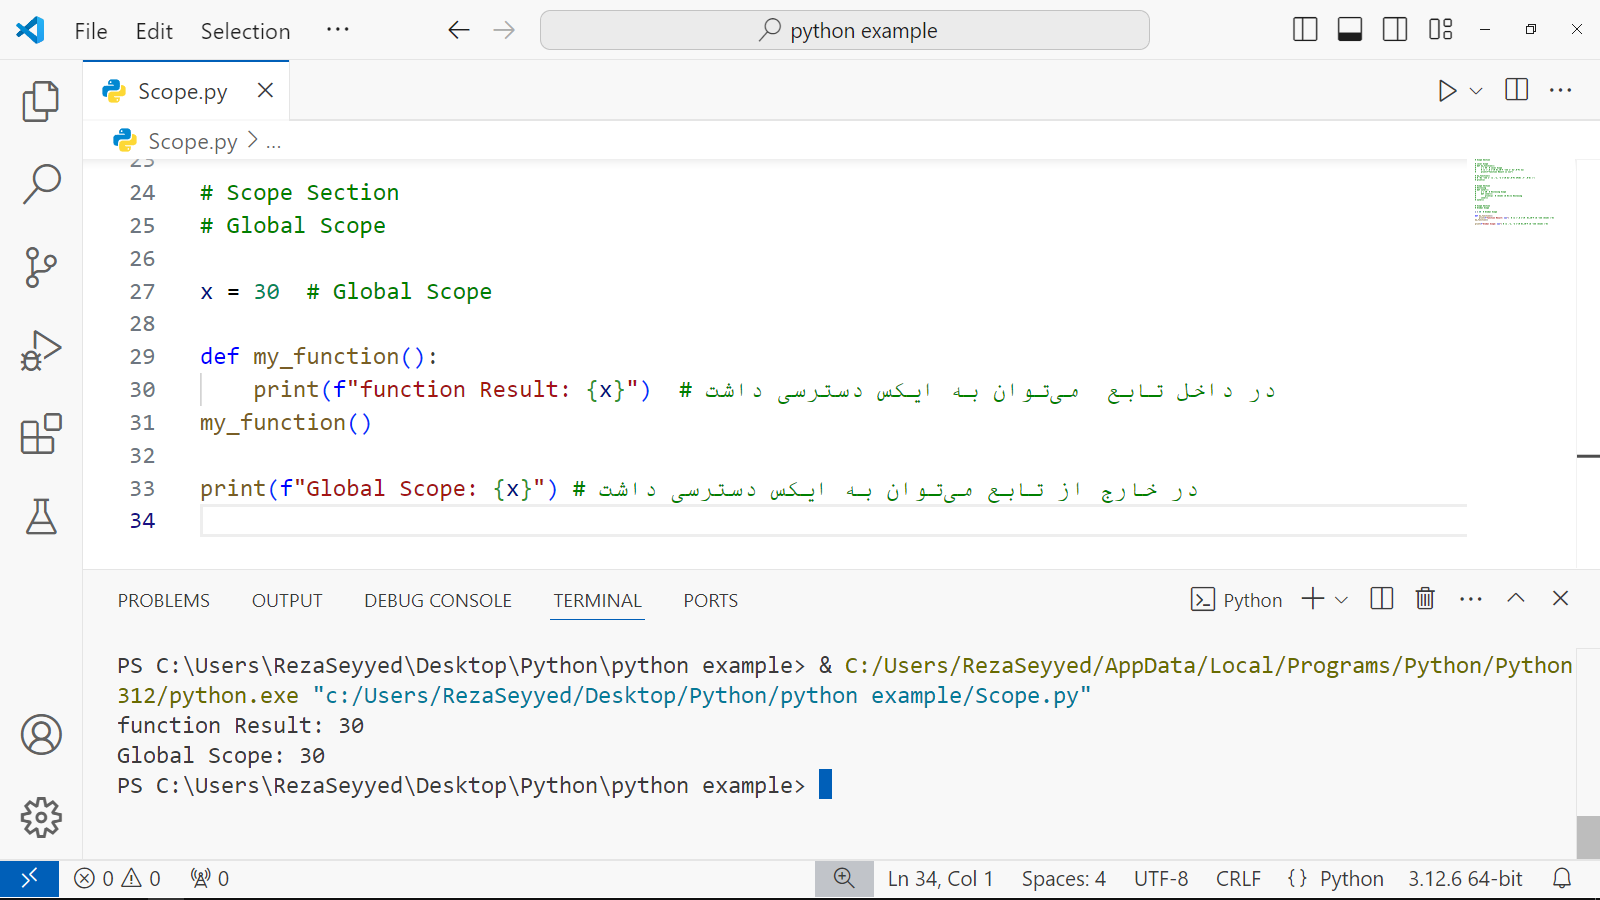 File Edit Selection ···
python example
Scope.py
Scope.py > ...
23
24 # Scope Section
25 # Global Scope
26
27 x = 30  # Global Scope
28
29 def my_function():
30     print(f"function Result: {x}")  # در داخل تابع  می‌توان به ایکس دسترسی داشت
31 my_function()
32
33 print(f"Global Scope: {x}") # در خارج از تابع می‌توان به ایکس دسترسی داشت
34
PROBLEMS OUTPUT DEBUG CONSOLE TERMINAL PORTS Python
PS C:\Users\RezaSeyyed\Desktop\Python\python example> & C:/Users/RezaSeyyed/AppData/Local/Programs/Python/Python
312/python.exe "c:/Users/RezaSeyyed/Desktop/Python/python example/Scope.py"
function Result: 30
Global Scope: 30
PS C:\Users\RezaSeyyed\Desktop\Python\python example>
0 0 0 Ln 34, Col 1 Spaces: 4 UTF-8 CRLF {} Python 3.12.6 64-bit